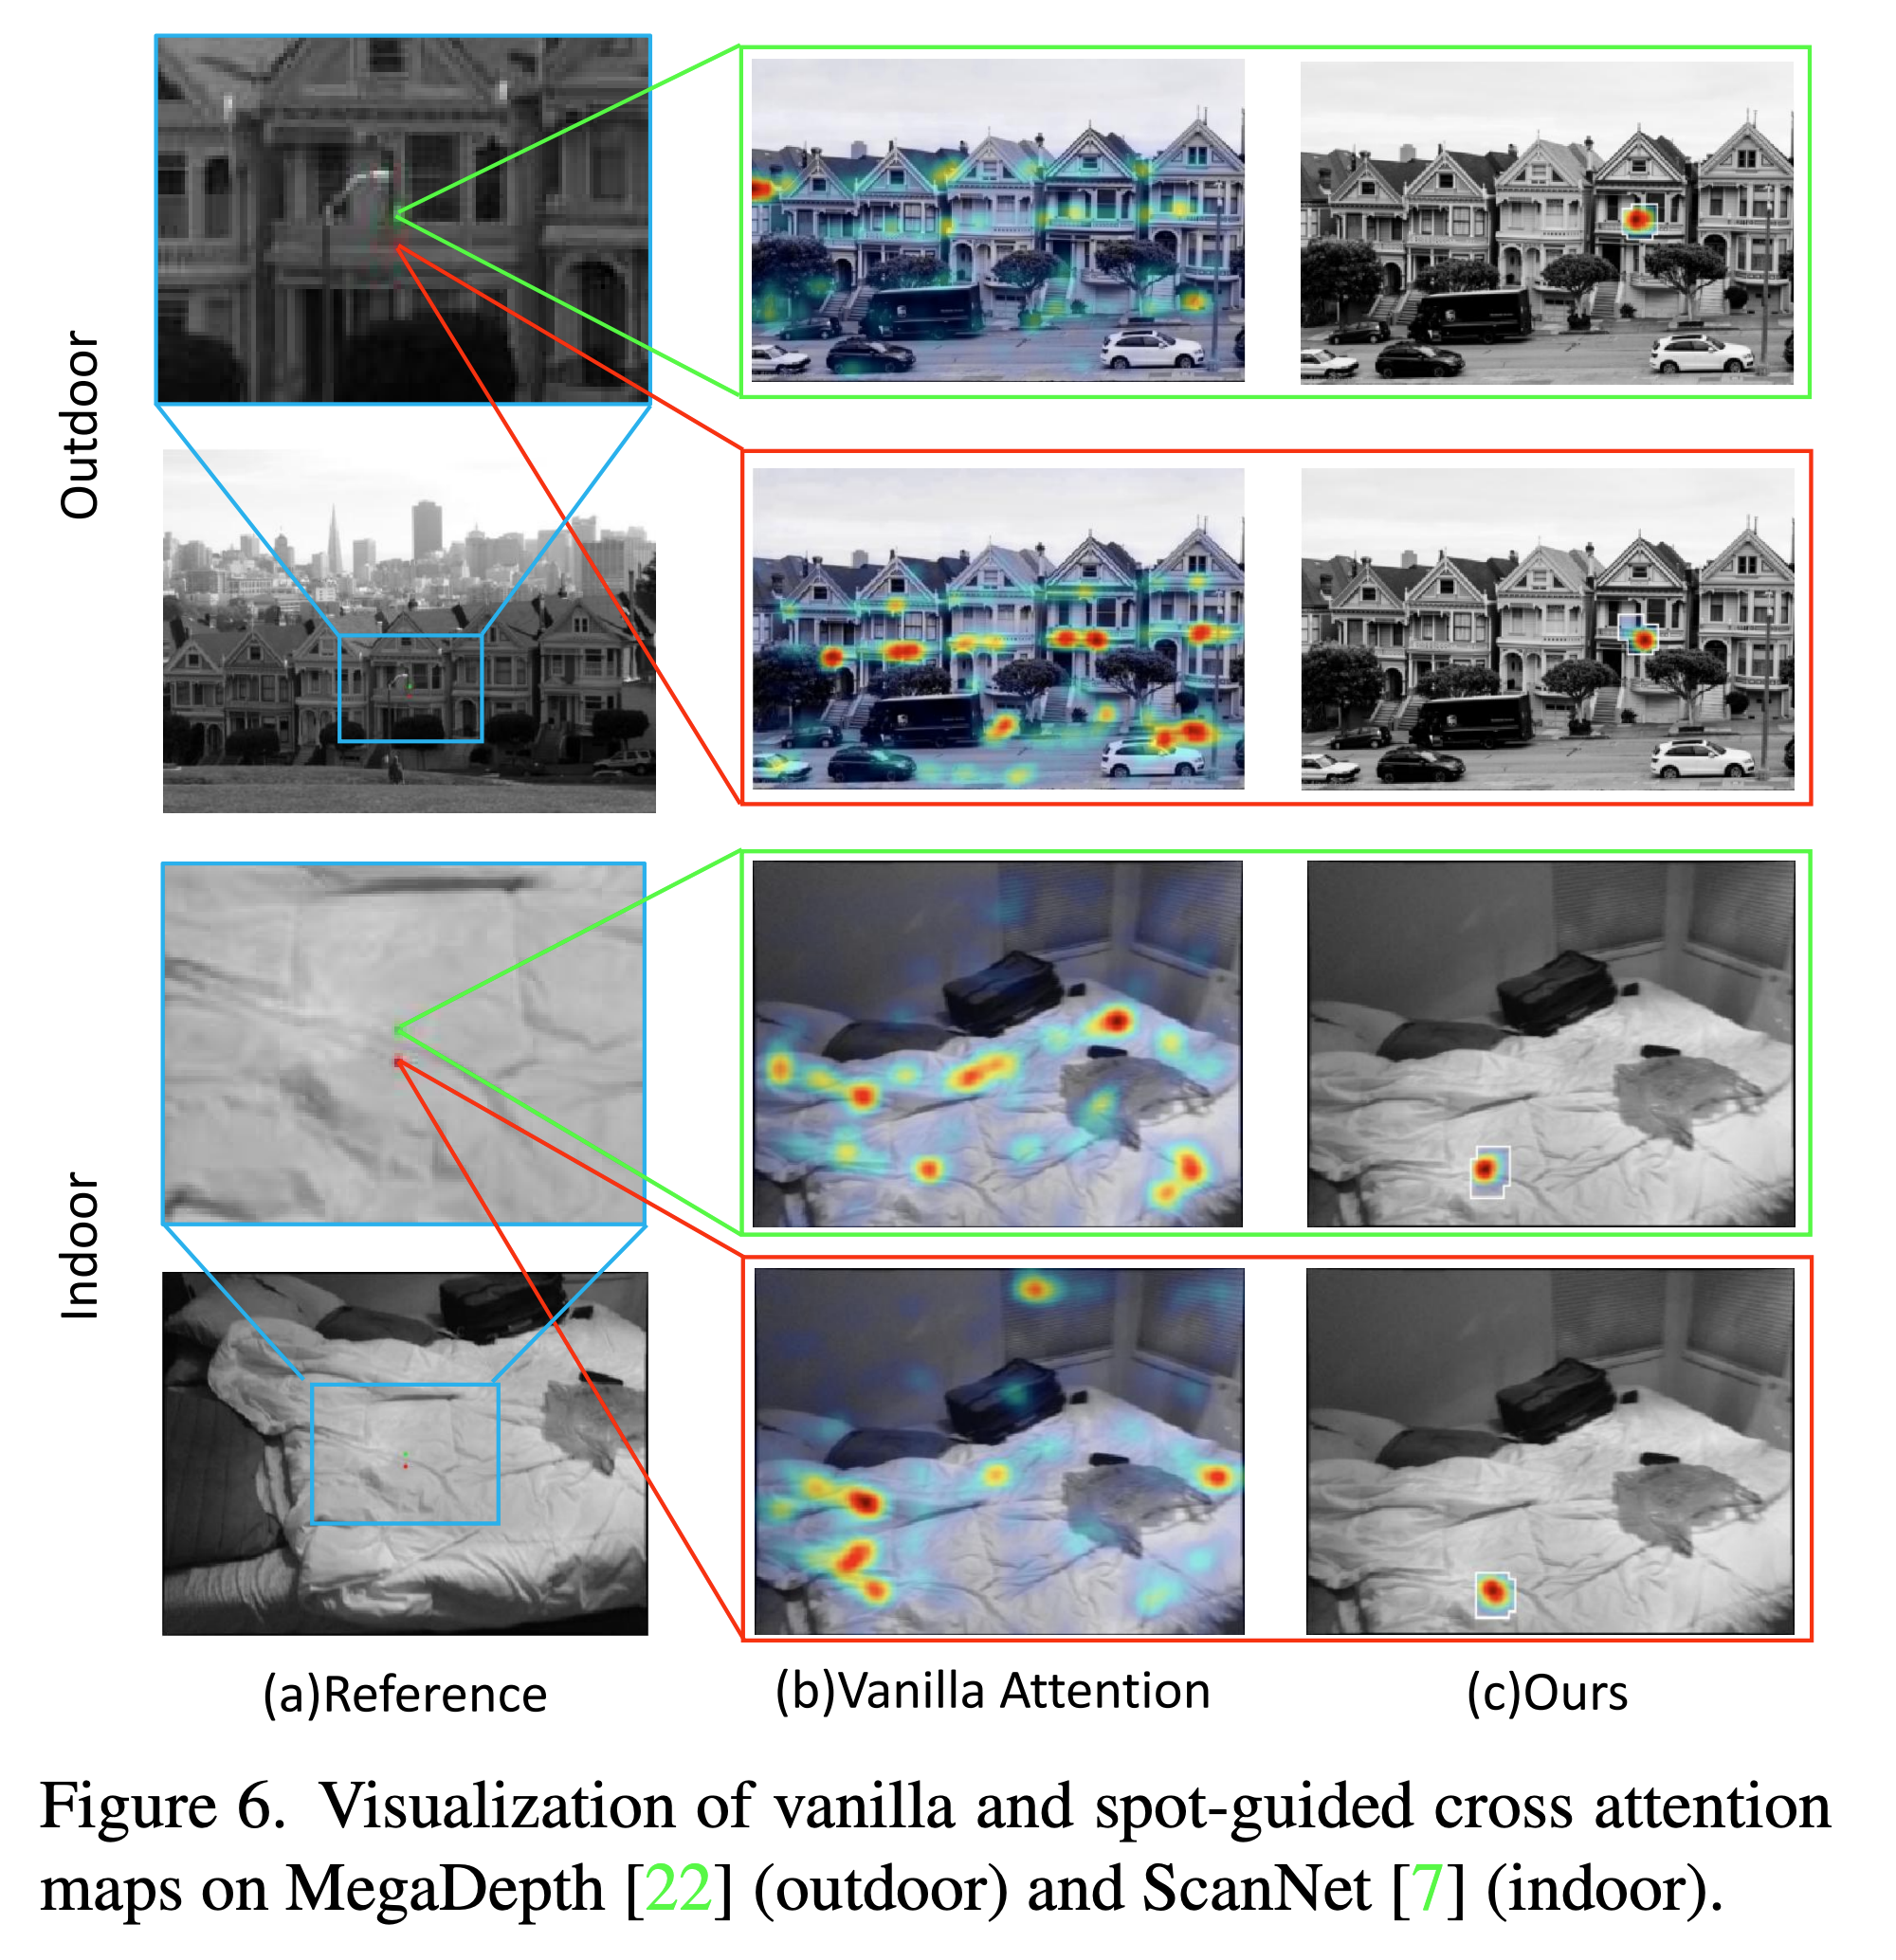 Outdoor
Indoor
(a)Reference
(b)Vanilla Attention
(c)Ours
Figure 6. Visualization of vanilla and spot-guided cross attention
maps on MegaDepth [22] (outdoor) and ScanNet [7] (indoor).